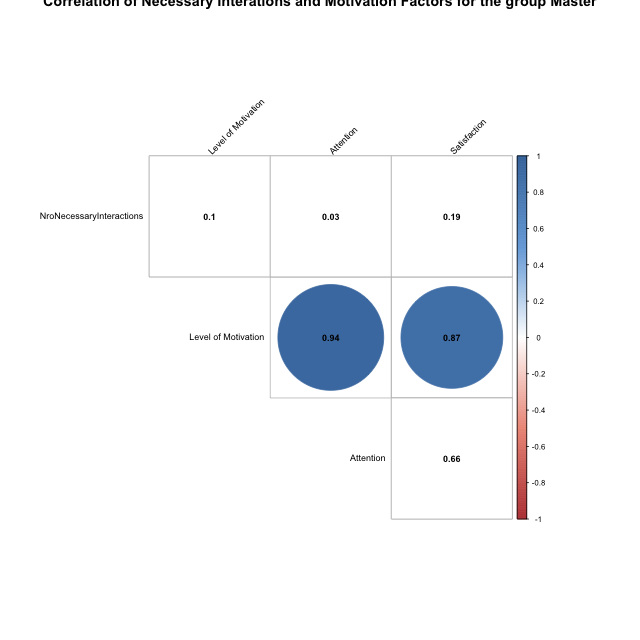 Correlation of Necessary Interations and Motivation Factors for the group Master
Level of Motivation
Attention
Satisfaction
NroNecessaryInteractions
0.1
0.03
0.19
Level of Motivation
0.94
0.87
Attention
0.66
1
0.8
0.6
0.4
0.2
0
-0.2
-0.4
-0.6
-0.8
-1